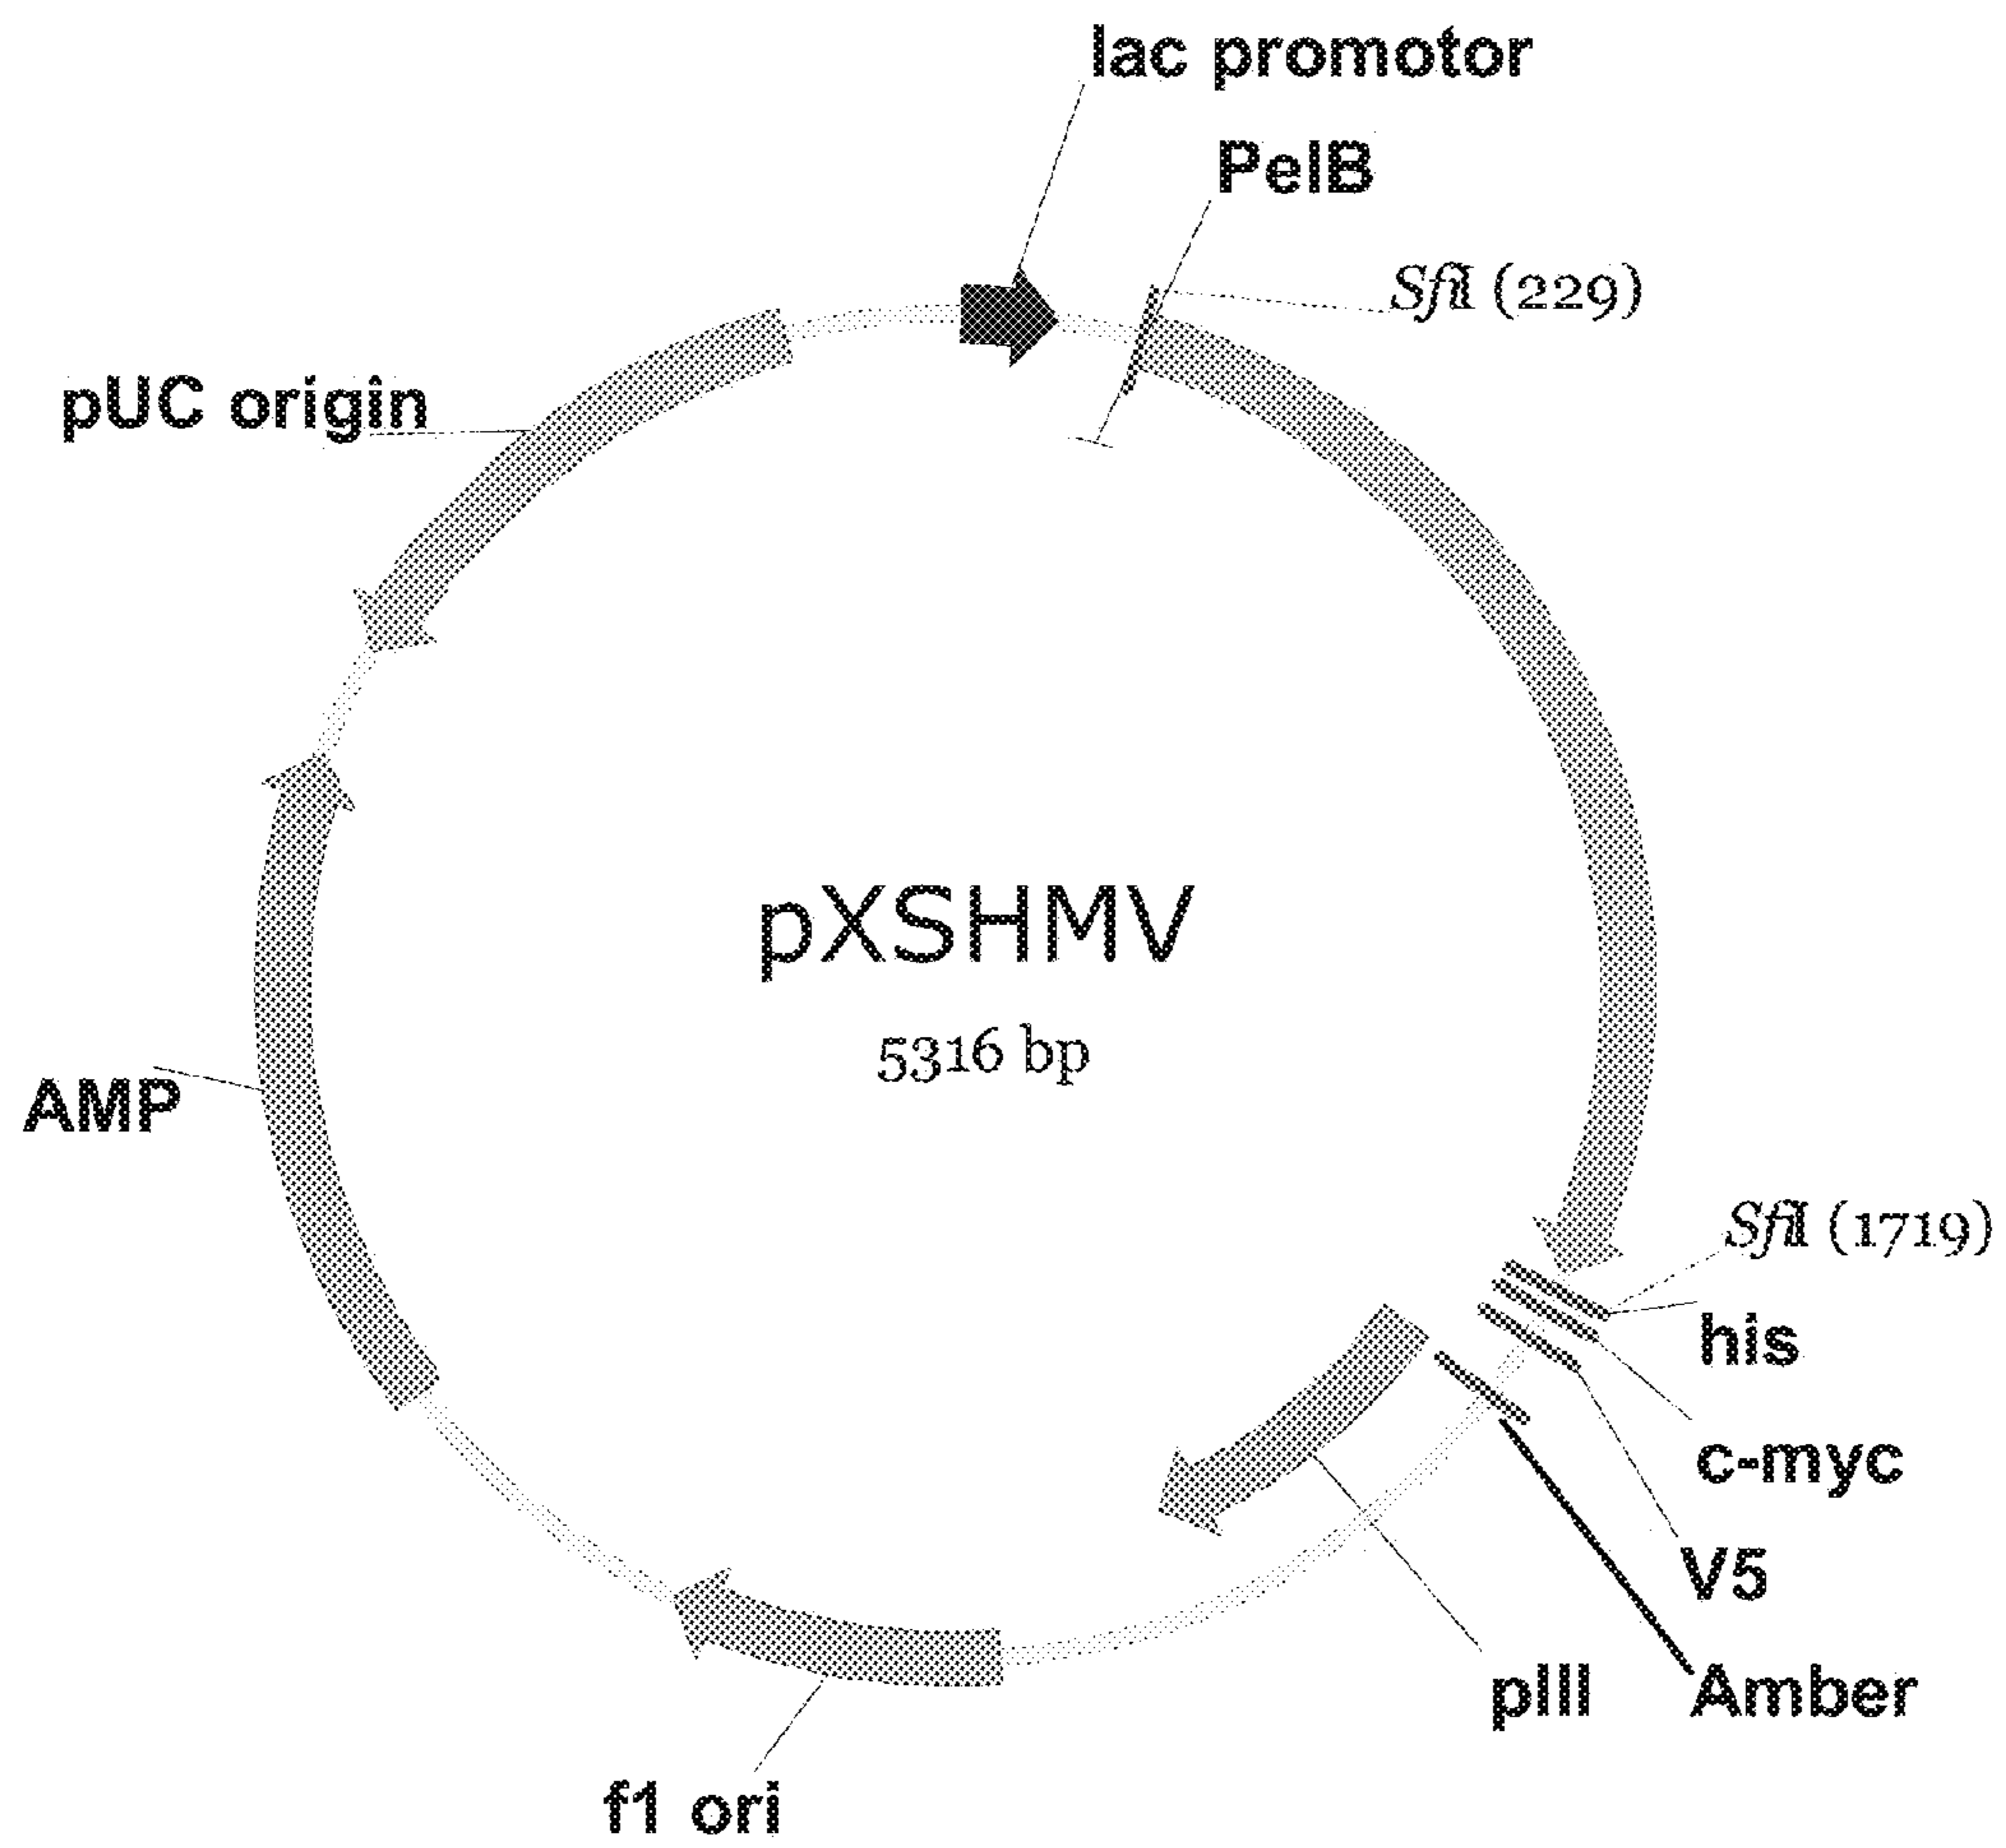 lac promotor
PelB
SfiI (229)
pUC origin
pXSHMV
5316 bp
AMP
SfiI (1719)
his
c-myc
V5
pIII
Amber
f1 ori